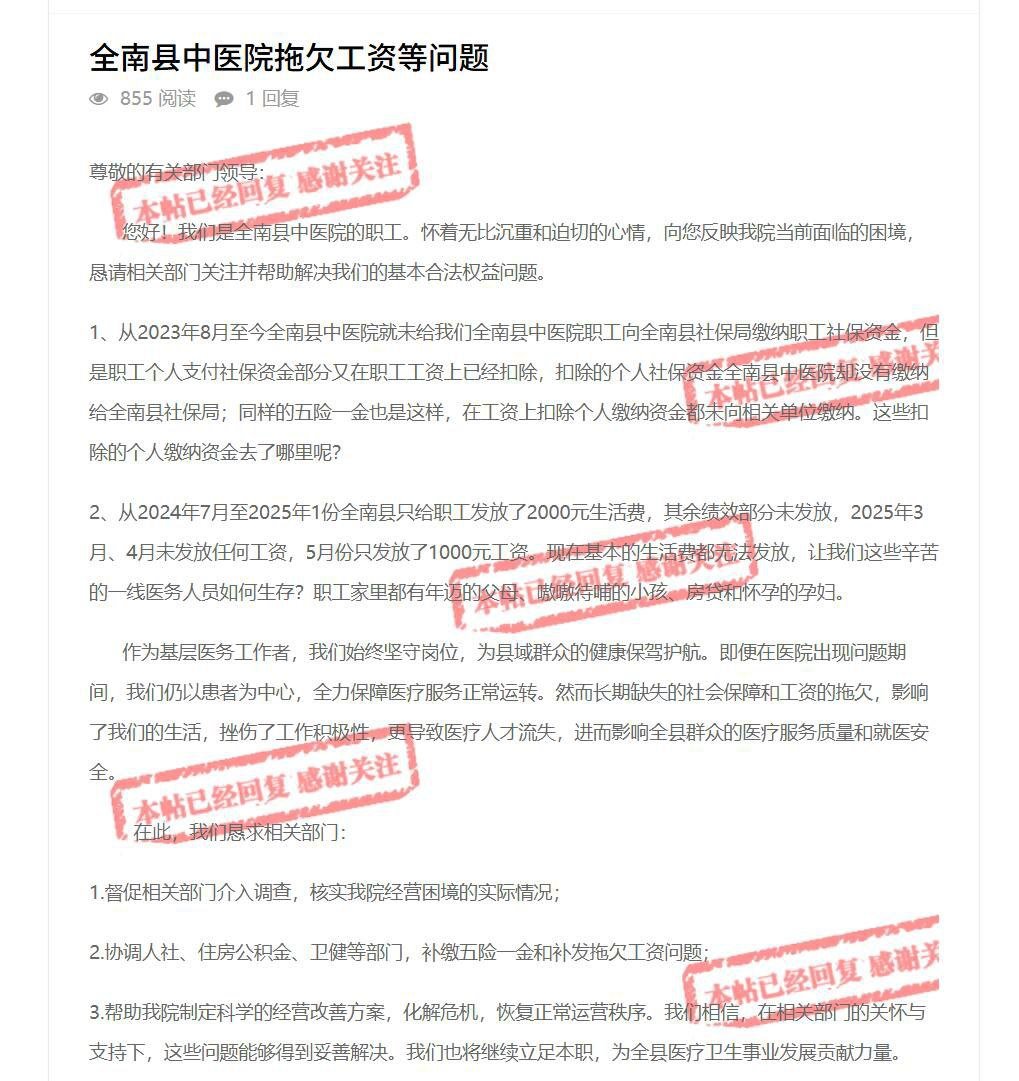 全南县中医院拖欠工资等问题
855 阅读 1 回复
尊敬的有关部门领导：
本帖已经回复 感谢关注
您好！我们是全南县中医院的职工。怀着无比沉重和迫切的心情，向您反映我院当前面临的困境，
恳请相关部门关注并帮助解决我们的基本合法权益问题。
1、从2023年8月至今全南县中医院就未给我们全南县中医院职工向全南县社保局缴纳职工社保资金，但
是职工个人支付社保资金部分又在职工工资上已经扣除，扣除的个人社保资金全南县中医院却没有缴纳
本帖已经回复 感谢关
给全南县社保局；同样的五险一金也是这样，在工资上扣除个人缴纳资金都未向相关单位缴纳。这些扣
除的个人缴纳资金去了哪里呢？
2、从2024年7月至2025年1份全南县只给职工发放了2000元生活费，其余绩效部分未发放，2025年3
月、4月未发放任何工资，5月份只发放了1000元工资。现在基本的生活费都无法发放，让我们这些辛苦
本帖已经回复 感谢关注
的一线医务人员如何生存？职工家里都有年迈的父母、嗷嗷待哺的小孩、房贷和怀孕的孕妇。
作为基层医务工作者，我们始终坚守岗位，为县域群众的健康保驾护航。即便在医院出现问题期
间，我们仍以患者为中心，全力保障医疗服务正常运转。然而长期缺失的社会保障和工资的拖欠，影响
了我们的生活，挫伤了工作积极性，更导致医疗人才流失，进而影响全县群众的医疗服务质量和就医安
全。
本帖已经回复 感谢关注
在此，我们恳求相关部门：
1.督促相关部门介入调查，核实我院经营困境的实际情况；
2.协调人社、住房公积金、卫健等部门，补缴五险一金和补发拖欠工资问题；
本帖已经回复 感谢关
3.帮助我院制定科学的经营改善方案，化解危机，恢复正常运营秩序。我们相信，在相关部门的关怀与
支持下，这些问题能够得到妥善解决。我们也将继续立足本职，为全县医疗卫生事业发展贡献力量。